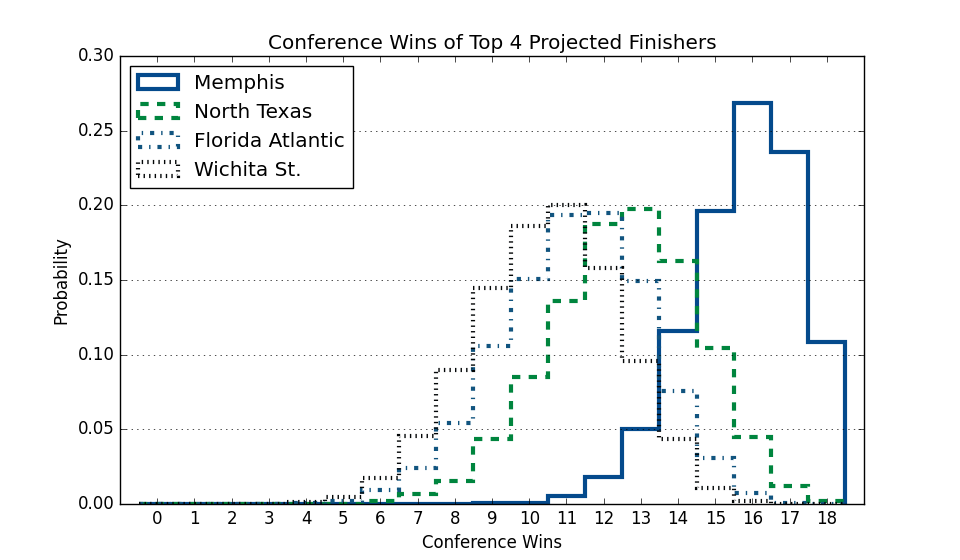 Conference Wins of Top 4 Projected Finishers
0.30
0.25
0.20
0.15
0.10
0.05
0.00
Probability
Memphis
North Texas
Florida Atlantic
Wichita St.
0 1 2 3 4 5 6 7 8 9 10 11 12 13 14 15 16 17 18
Conference Wins